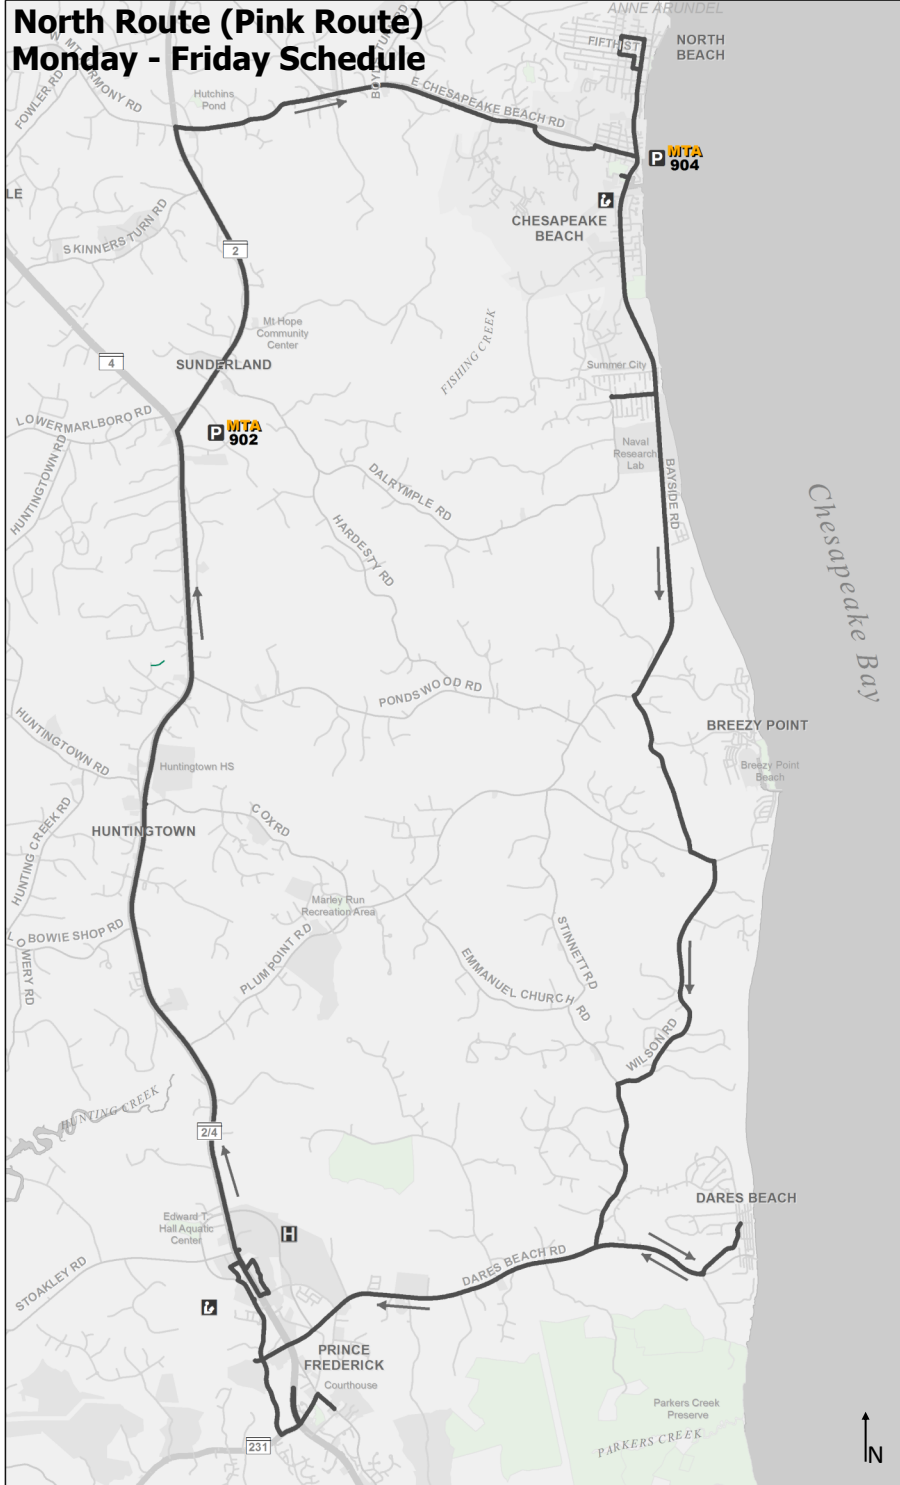 North Route (Pink Route)
Monday - Friday Schedule
ANNE ARUNDEL
FIFTH ST
NORTH
BEACH
N MT HARMONY RD
FOWLER RD
Hutchins
Pond
E CHESAPEAKE BEACH RD
P MTA
904
LE
CHESAPEAKE
BEACH
SKINNERS TURN RD
2
Mt Hope
Community
Center
FISHING CREEK
4
SUNDERLAND
Summer City
LOWER MARLBORO RD
P MTA
902
HUNTINGTOWN RD
Naval
Research
Lab
DALRYMPLE RD
BAYSIDE RD
HARDESTY RD
Chesapeake Bay
PONDS WOOD RD
HUNTINGTOWN RD
BREEZY POINT
Huntingtown HS
Breezy Point
Beach
HUNTING CREEK RD
COX RD
HUNTINGTOWN
Marley Run
Recreation Area
BOWIE SHOP RD
LOWERY RD
PLUM POINT RD
STINNETT RD
EMMANUEL CHURCH RD
WILSON RD
HUNTING CREEK
2/4
DARES BEACH
Edward T.
Hall Aquatic
Center
H
DARES BEACH RD
STOAKLEY RD
PRINCE
FREDERICK
Courthouse
Parkers Creek
Preserve
PARKERS CREEK
231
N